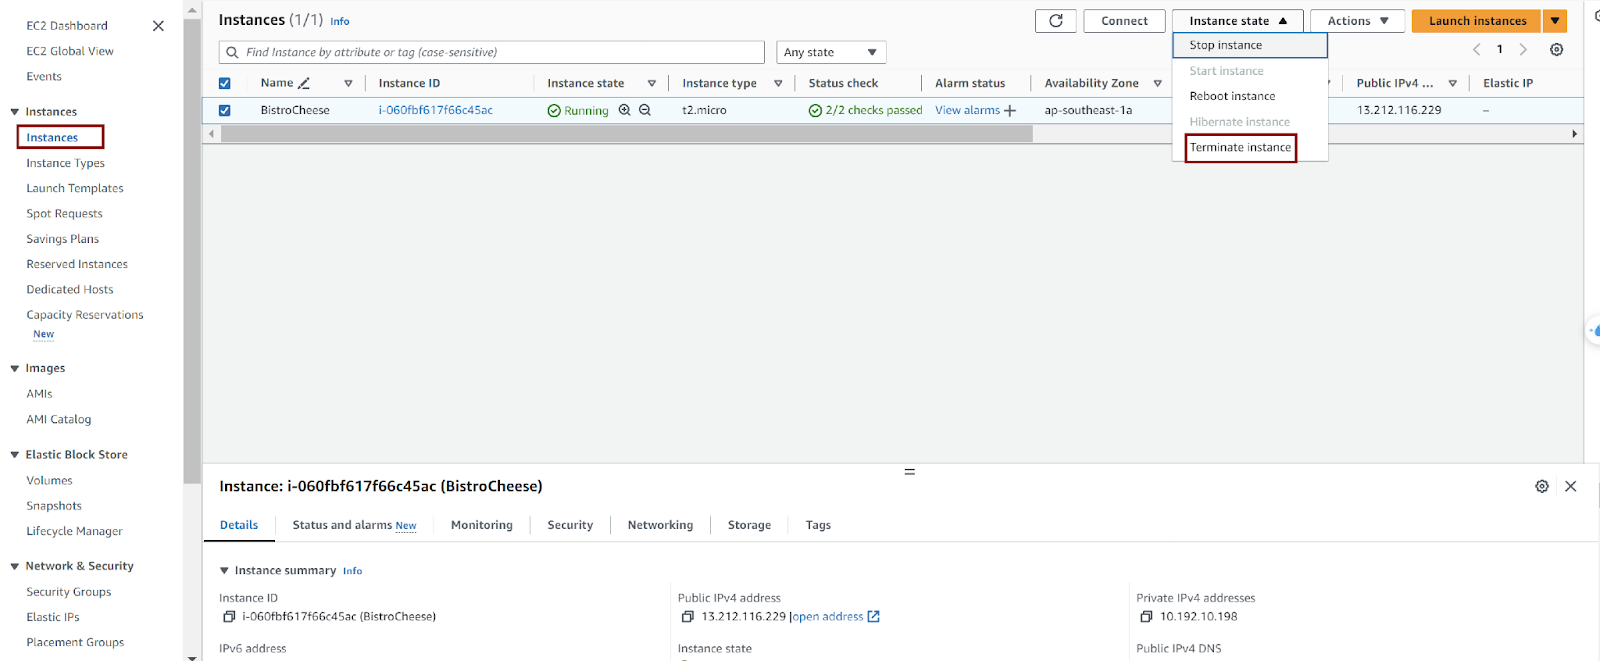 EC2 Dashboard
EC2 Global View
Events
Instances
Instances
Instance Types
Launch Templates
Spot Requests
Savings Plans
Reserved Instances
Dedicated Hosts
Capacity Reservations
New
Images
AMIs
AMI Catalog
Elastic Block Store
Volumes
Snapshots
Lifecycle Manager
Network & Security
Security Groups
Elastic IPs
Placement Groups
Instances (1/1) Info
Connect Instance state Actions Launch instances
Find Instance by attribute or tag (case-sensitive) Any state
1
Stop instance
Start instance
Reboot instance
Hibernate instance
Terminate instance
Name Instance ID Instance state Instance type Status check Alarm status Availability Zone Public IPv4 ... Elastic IP
BistroCheese i-060fbf617f66c45ac Running t2.micro 2/2 checks passed View alarms + ap-southeast-1a 13.212.116.229 –
Instance: i-060fbf617f66c45ac (BistroCheese)
Details Status and alarms New Monitoring Security Networking Storage Tags
Instance summary Info
Instance ID Public IPv4 address Private IPv4 addresses
i-060fbf617f66c45ac (BistroCheese) 13.212.116.229 |open address 10.192.10.198
IPv6 address Instance state Public IPv4 DNS